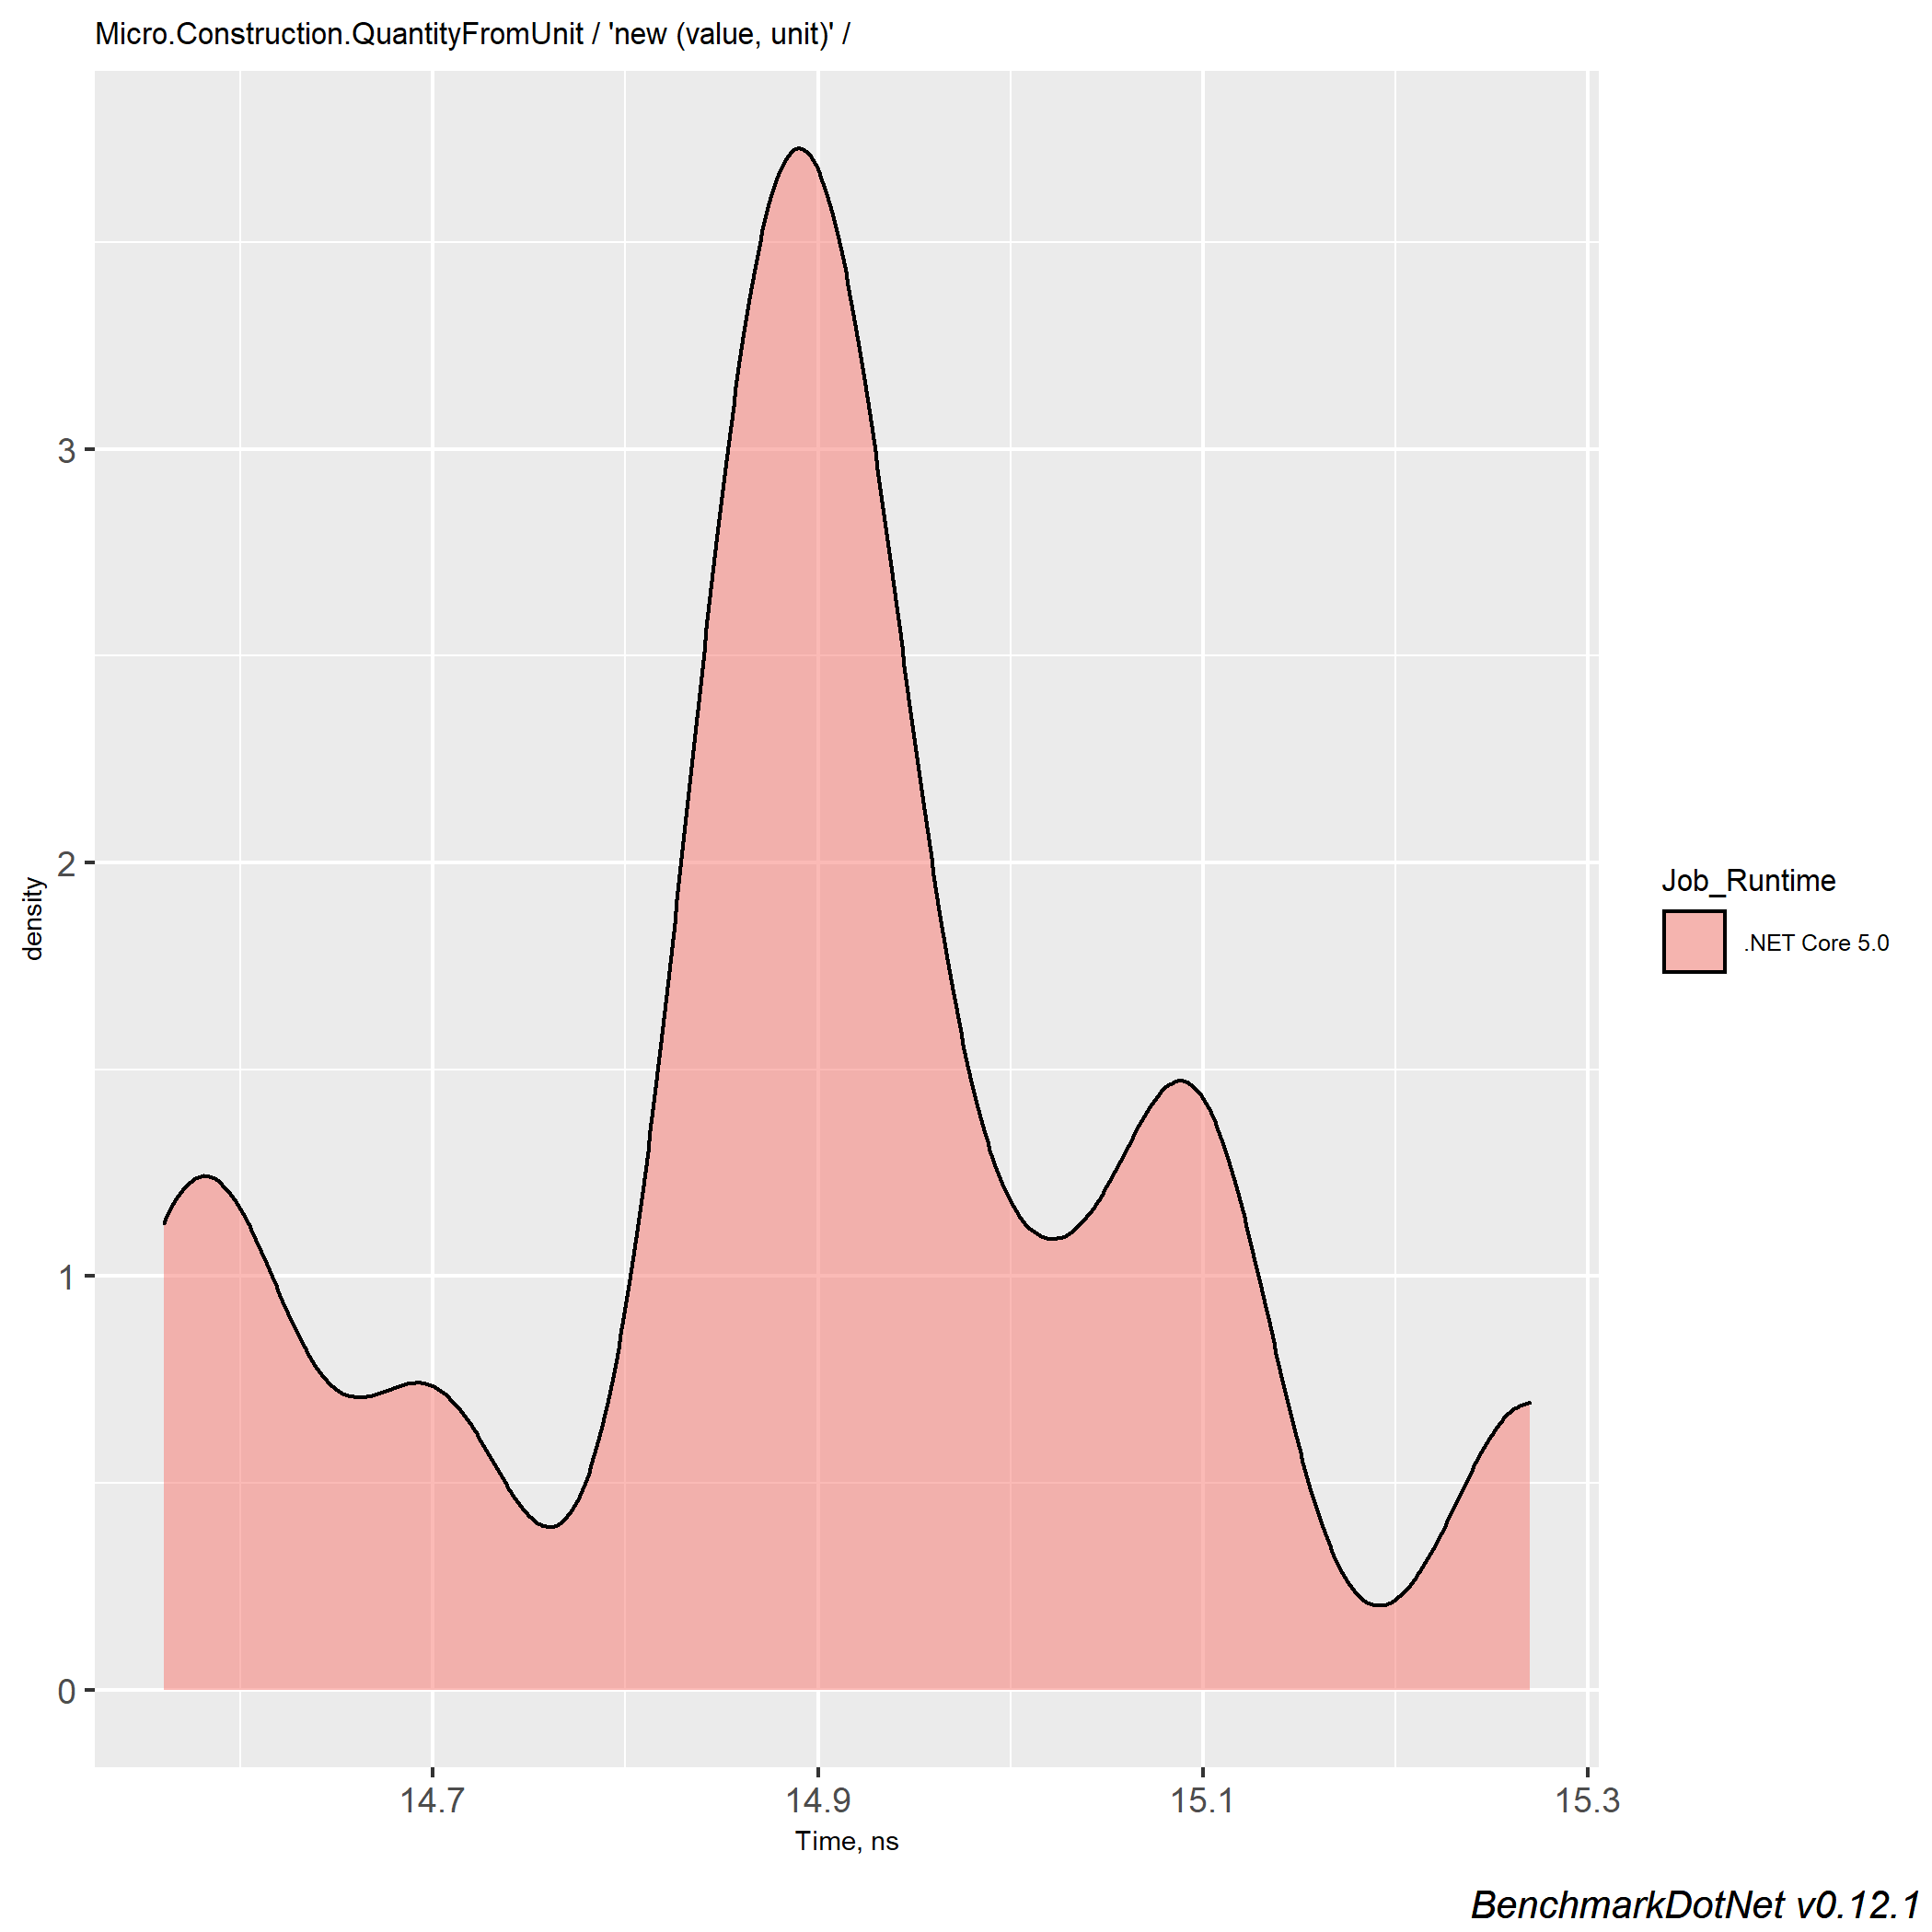 Micro.Construction.QuantityFromUnit / 'new (value, unit)' /
3
2
1
0
density
14.7 14.9 15.1 15.3
Time, ns
Job_Runtime
.NET Core 5.0
BenchmarkDotNet v0.12.1